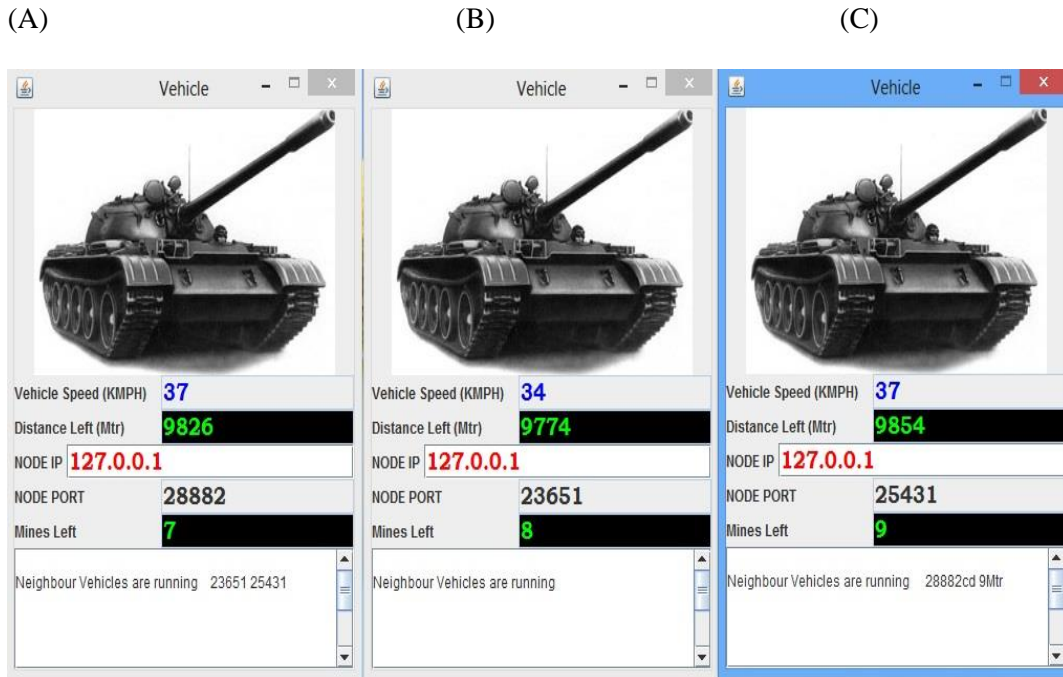 (A) (B) (C)
Vehicle
Vehicle Speed (KMPH) 37
Distance Left (Mtr) 9826
NODE IP 127.0.0.1
NODE PORT 28882
Mines Left 7
Neighbour Vehicles are running 23651 25431
Vehicle
Vehicle Speed (KMPH) 34
Distance Left (Mtr) 9774
NODE IP 127.0.0.1
NODE PORT 23651
Mines Left 8
Neighbour Vehicles are running
Vehicle
Vehicle Speed (KMPH) 37
Distance Left (Mtr) 9854
NODE IP 127.0.0.1
NODE PORT 25431
Mines Left 9
Neighbour Vehicles are running 28882cd 9Mtr